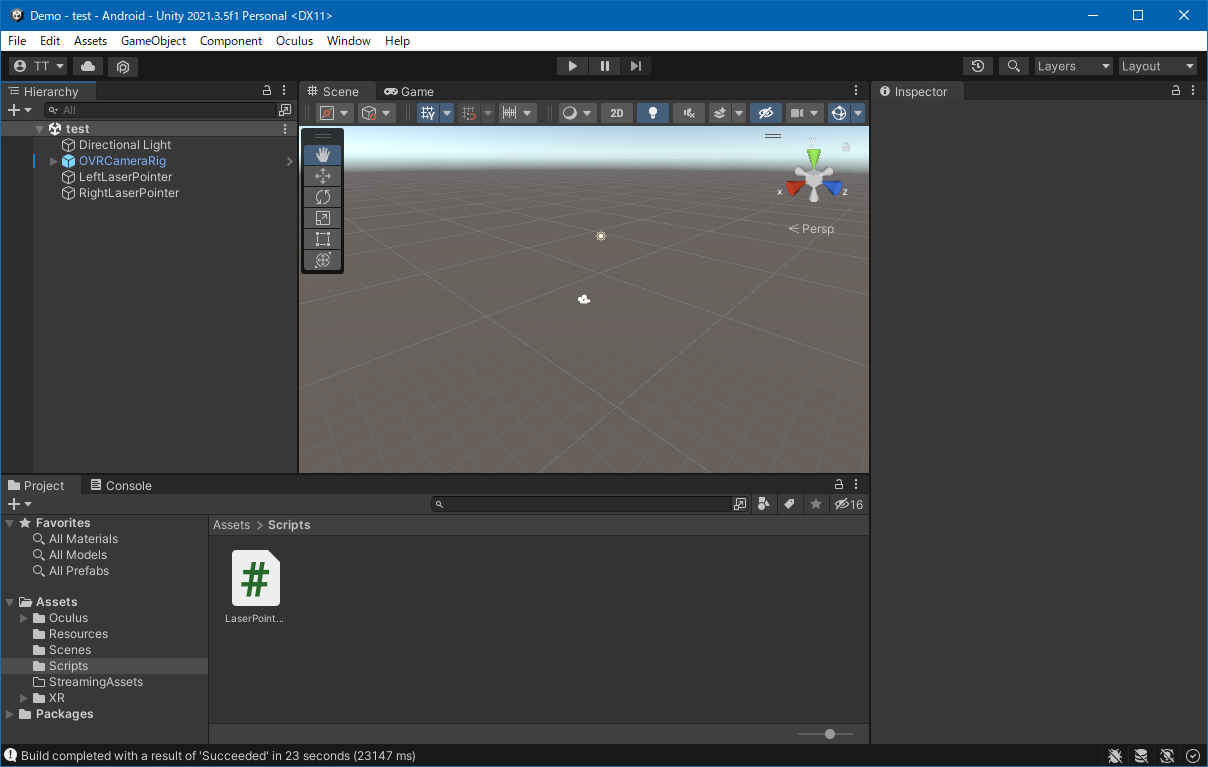 Demo - test - Android - Unity 2021.3.5f1 Personal <DX11>
File Edit Assets GameObject Component Oculus Window Help
TT
Layers
Layout
Hierarchy
All
test
Directional Light
OVRCameraRig
LeftLaserPointer
RightLaserPointer
Scene
Game
2D
y
x
z
Persp
Inspector
Project
Console
16
Favorites
All Materials
All Models
All Prefabs
Assets
Oculus
Resources
Scenes
Scripts
StreamingAssets
XR
Packages
Assets > Scripts
#
LaserPoint...
Build completed with a result of 'Succeeded' in 23 seconds (23147 ms)